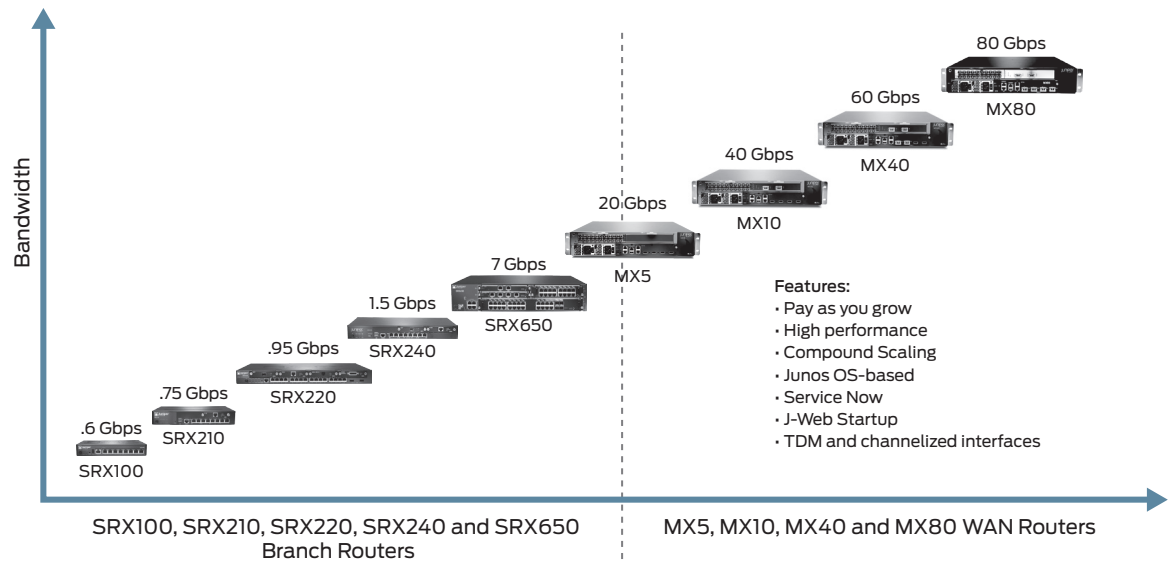 Bandwidth
80 Gbps
MX80
60 Gbps
MX40
40 Gbps
MX10
20 Gbps
MX5
7 Gbps
SRX650
1.5 Gbps
SRX240
.95 Gbps
SRX220
.75 Gbps
SRX210
.6 Gbps
SRX100
Features:
· Pay as you grow
· High performance
· Compound Scaling
· Junos OS-based
· Service Now
· J-Web Startup
· TDM and channelized interfaces
SRX100, SRX210, SRX220, SRX240 and SRX650
Branch Routers
MX5, MX10, MX40 and MX80 WAN Routers